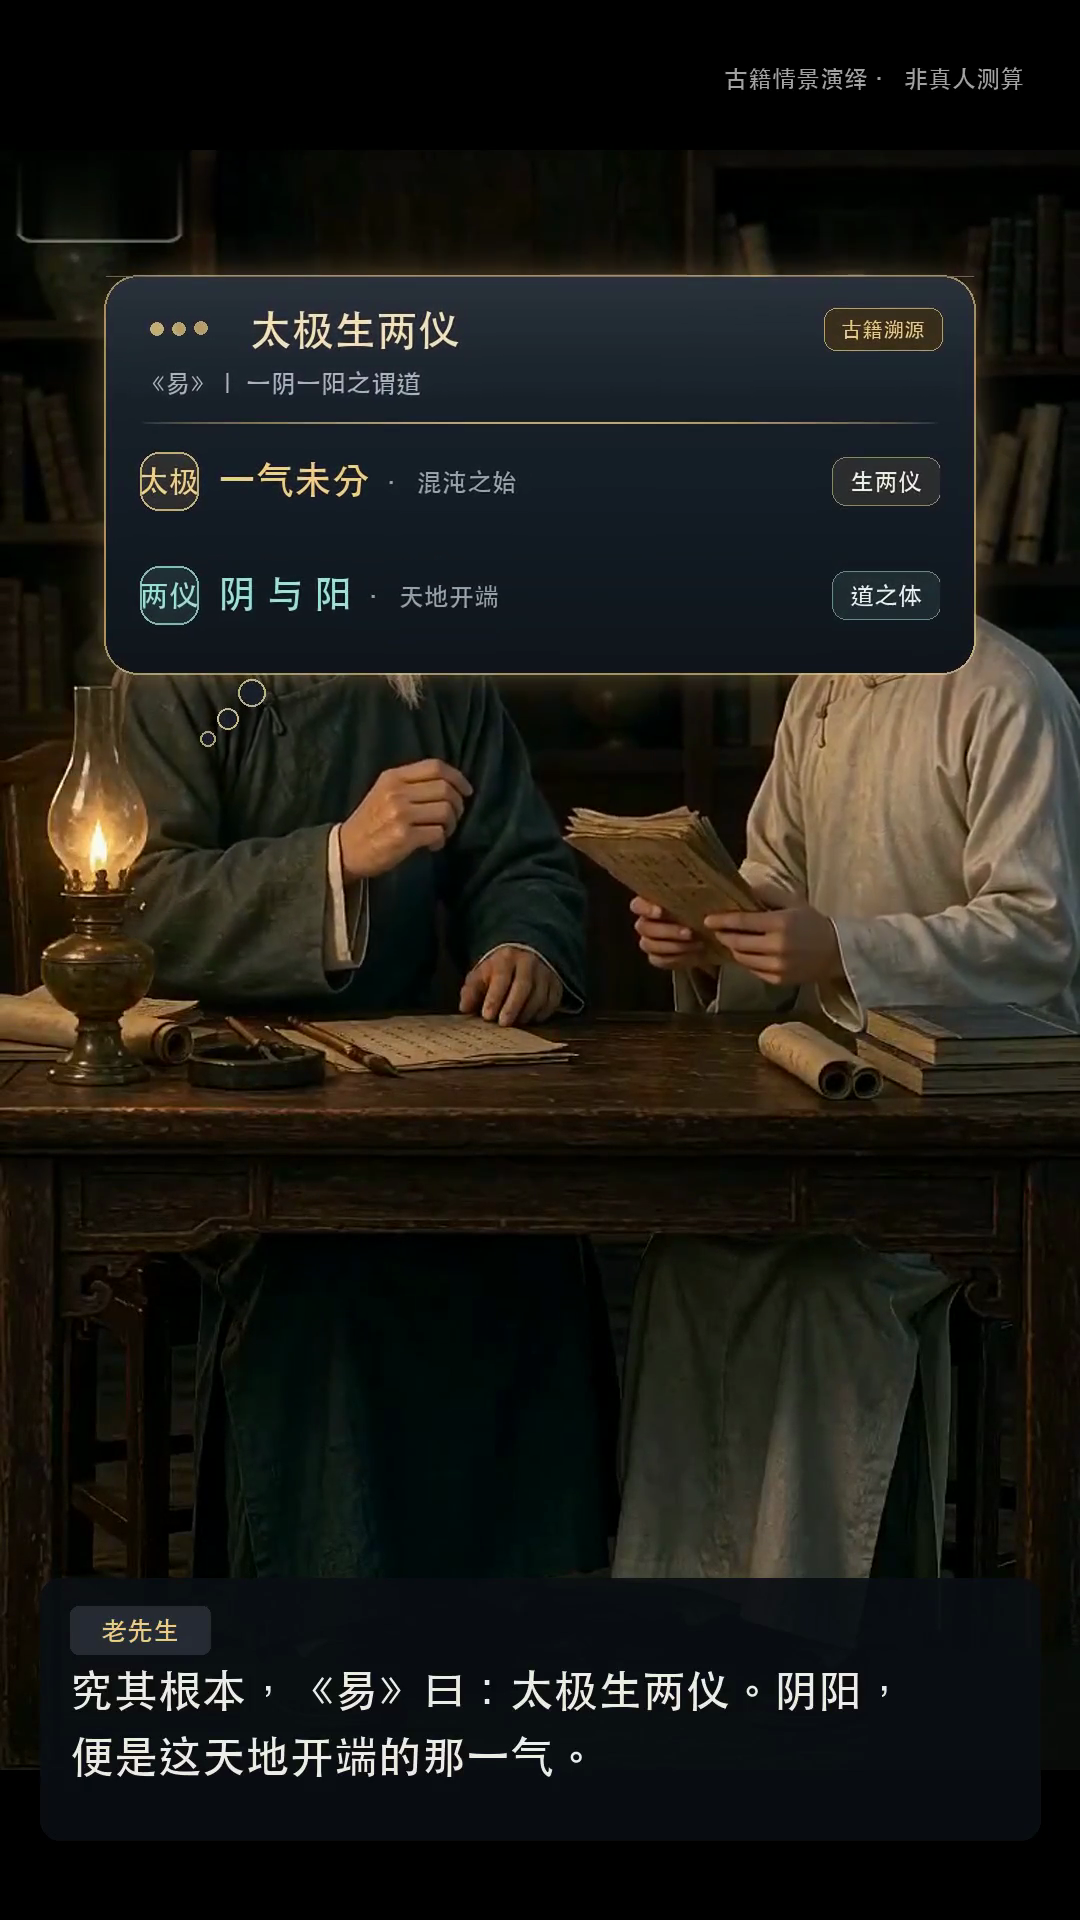 古籍情景演绎 · 非真人测算
太极生两仪
古籍溯源
《易》 | 一阴一阳之谓道
太极 一气未分 · 混沌之始 生两仪
两仪 阴与阳 · 天地开端 道之体
老先生
究其根本，《易》曰：太极生两仪。阴阳，
便是这天地开端的那一气。